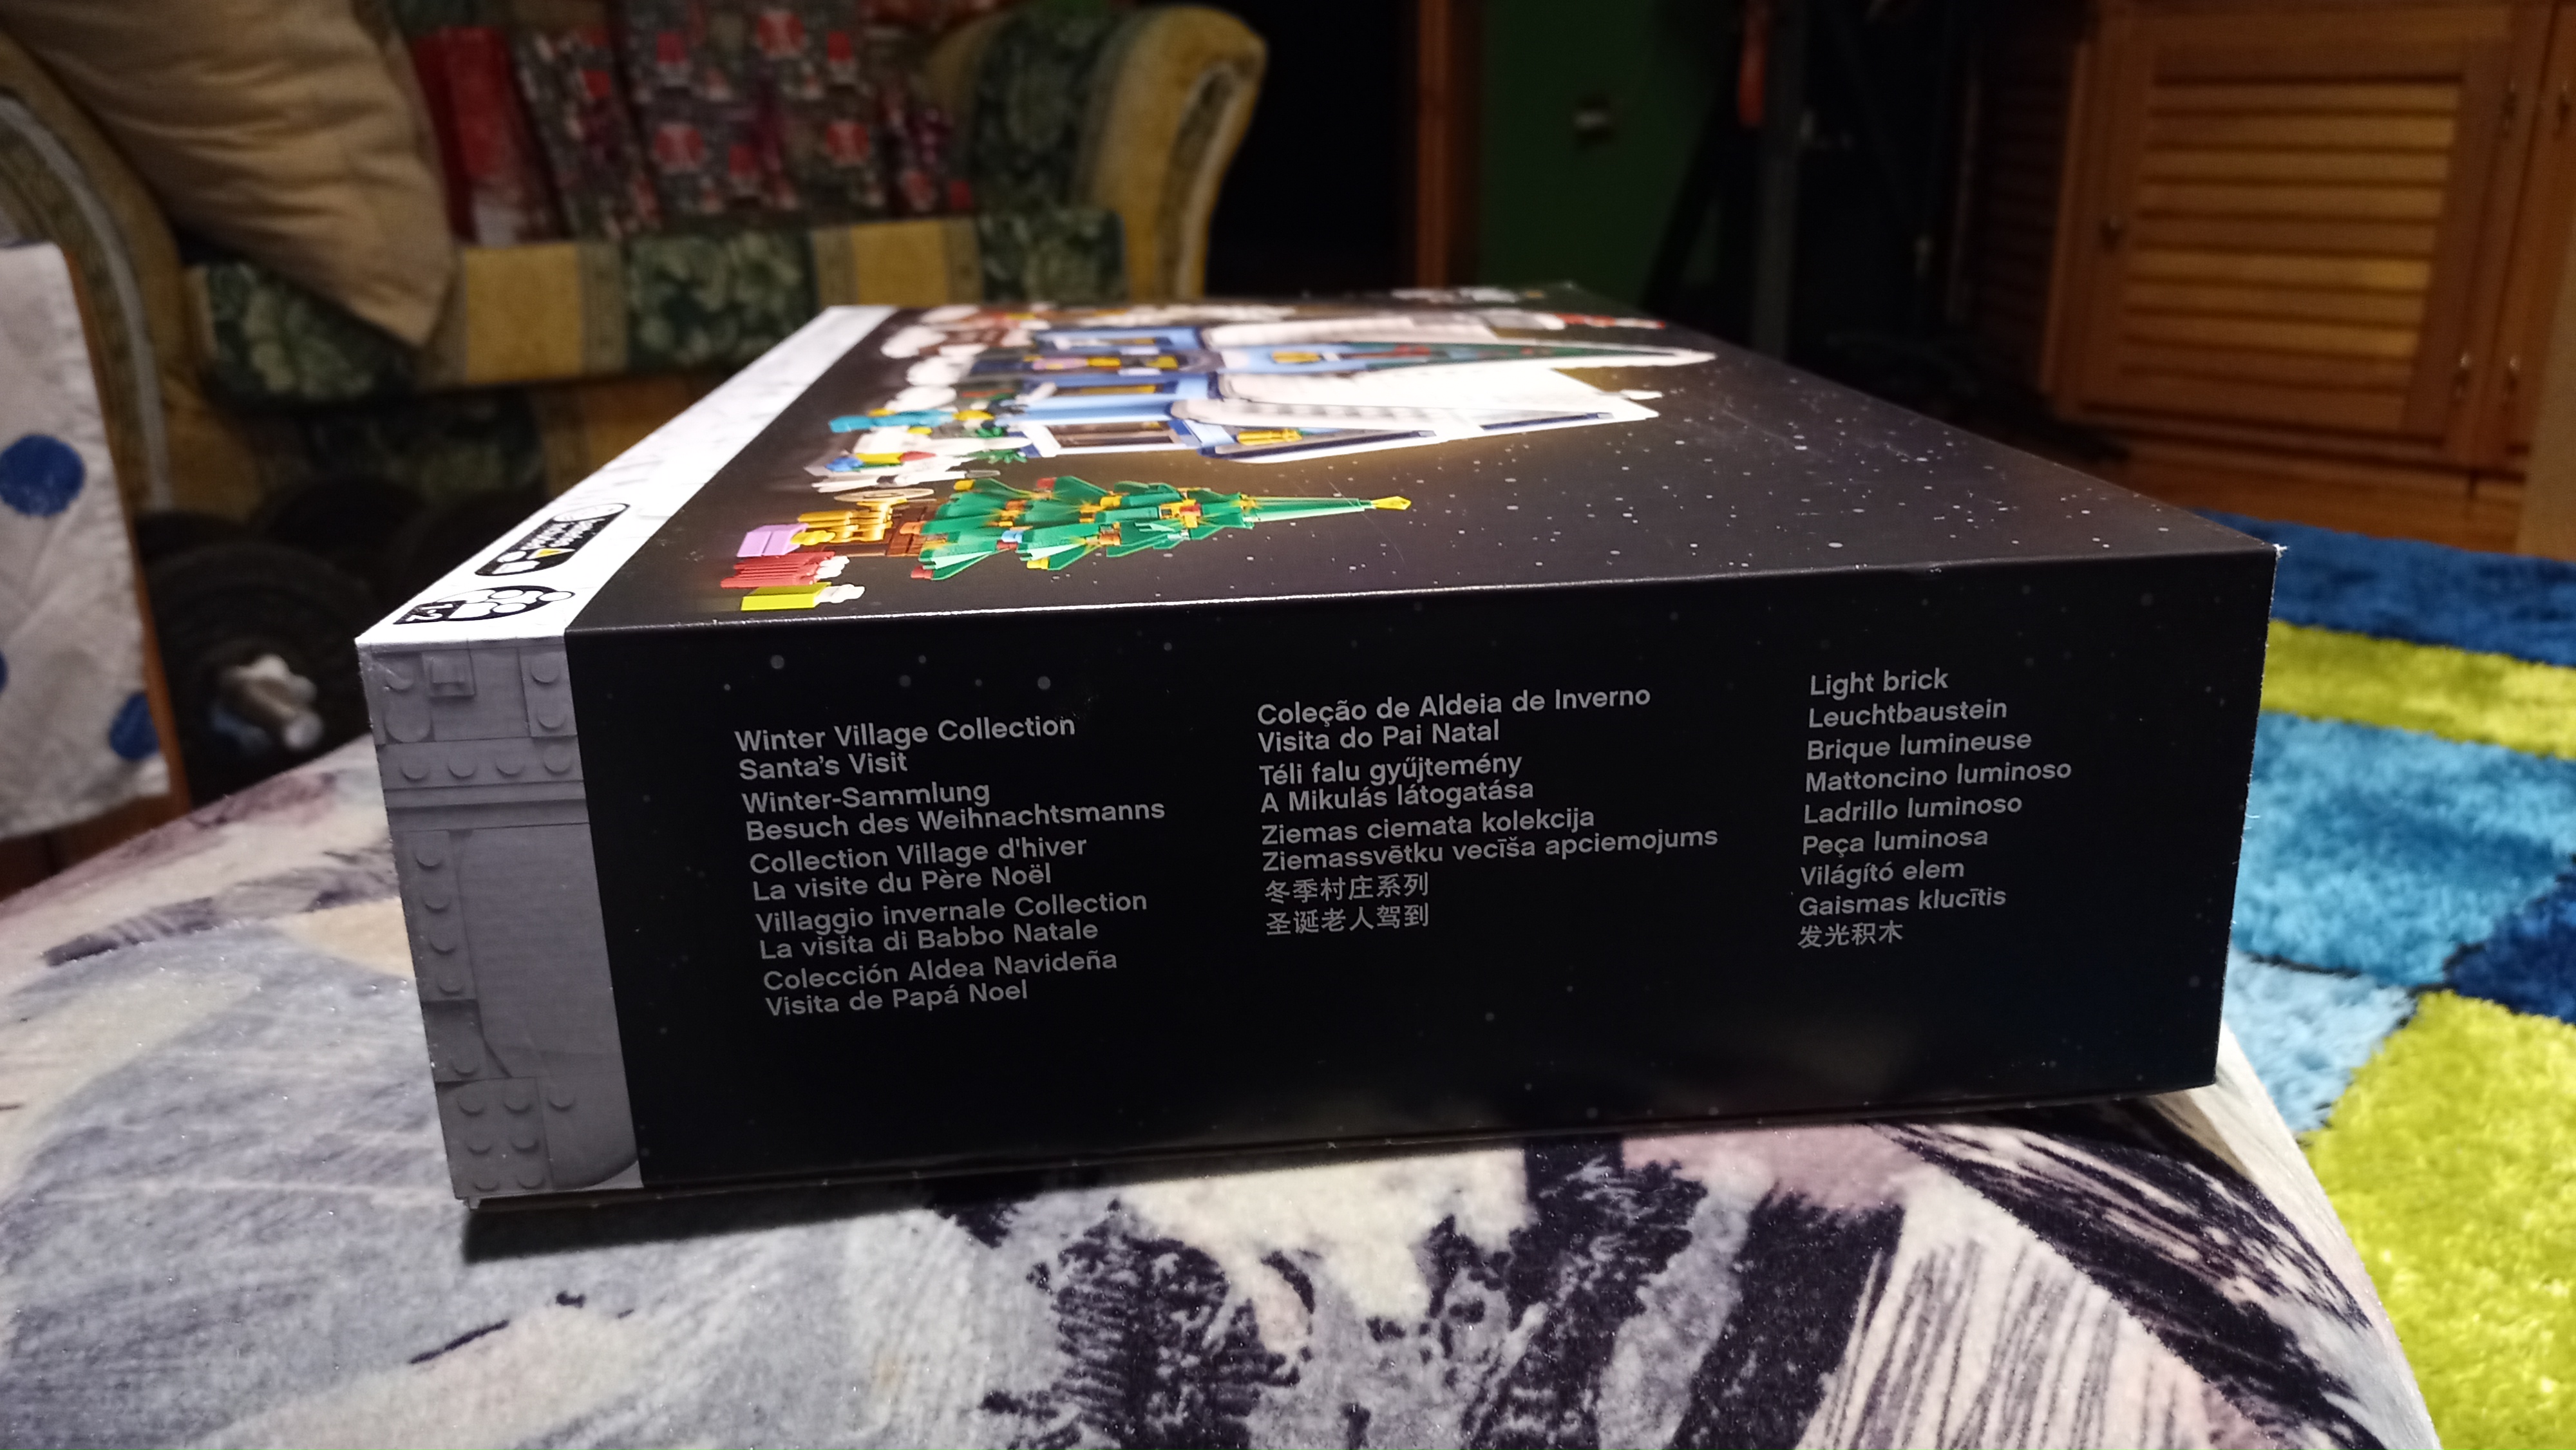 Winter Village Collection
Santa's Visit
Winter-Sammlung
Besuch des Weihnachtsmanns
Collection Village d'hiver
La visite du Père Noël
Villaggio invernale Collection
La visita di Babbo Natale
Colección Aldea Navideña
Visita de Papá Noel
Coleção de Aldeia de Inverno
Visita do Pai Natal
Téli falu gyűjtemény
A Mikulás látogatása
Ziemas ciemata kolekcija
Ziemassvētku vecīša apciemojums
冬季村庄系列
圣诞老人驾到
Light brick
Leuchtbaustein
Brique lumineuse
Mattoncino luminoso
Ladrillo luminoso
Peça luminosa
Világító elem
Gaismas klucītis
发光积木